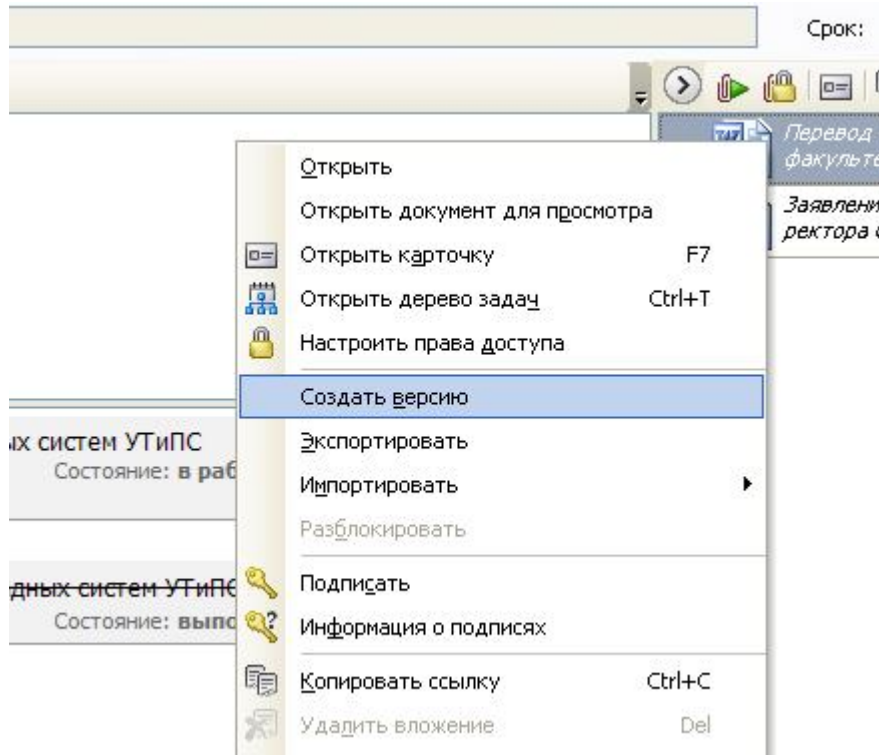 Срок:
Перевод
факульте
Заявлени
ректора
Открыть
Открыть документ для просмотра
Открыть карточку F7
Открыть дерево задач Ctrl+T
Настроить права доступа
Создать версию
Экспортировать
Импортировать
Разблокировать
Подписать
Информация о подписях
Копировать ссылку Ctrl+C
Удалить вложение Del
ых систем УТиПС
Состояние: в раб
дных систем УТиПС
Состояние: выпо